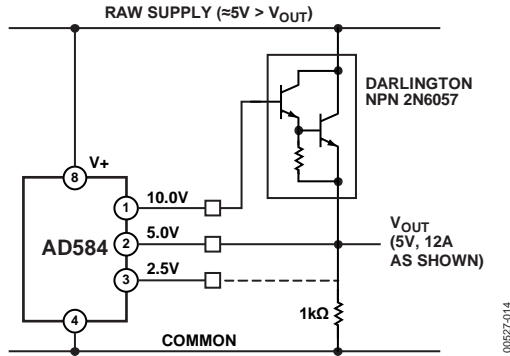 RAW SUPPLY (≈5V > VOUT)
DARLINGTON
NPN 2N6057
V+
8
1
10.0V
AD584
2
5.0V
3
2.5V
VOUT
(5V, 12A
AS SHOWN)
1kΩ
4
COMMON
00527-014